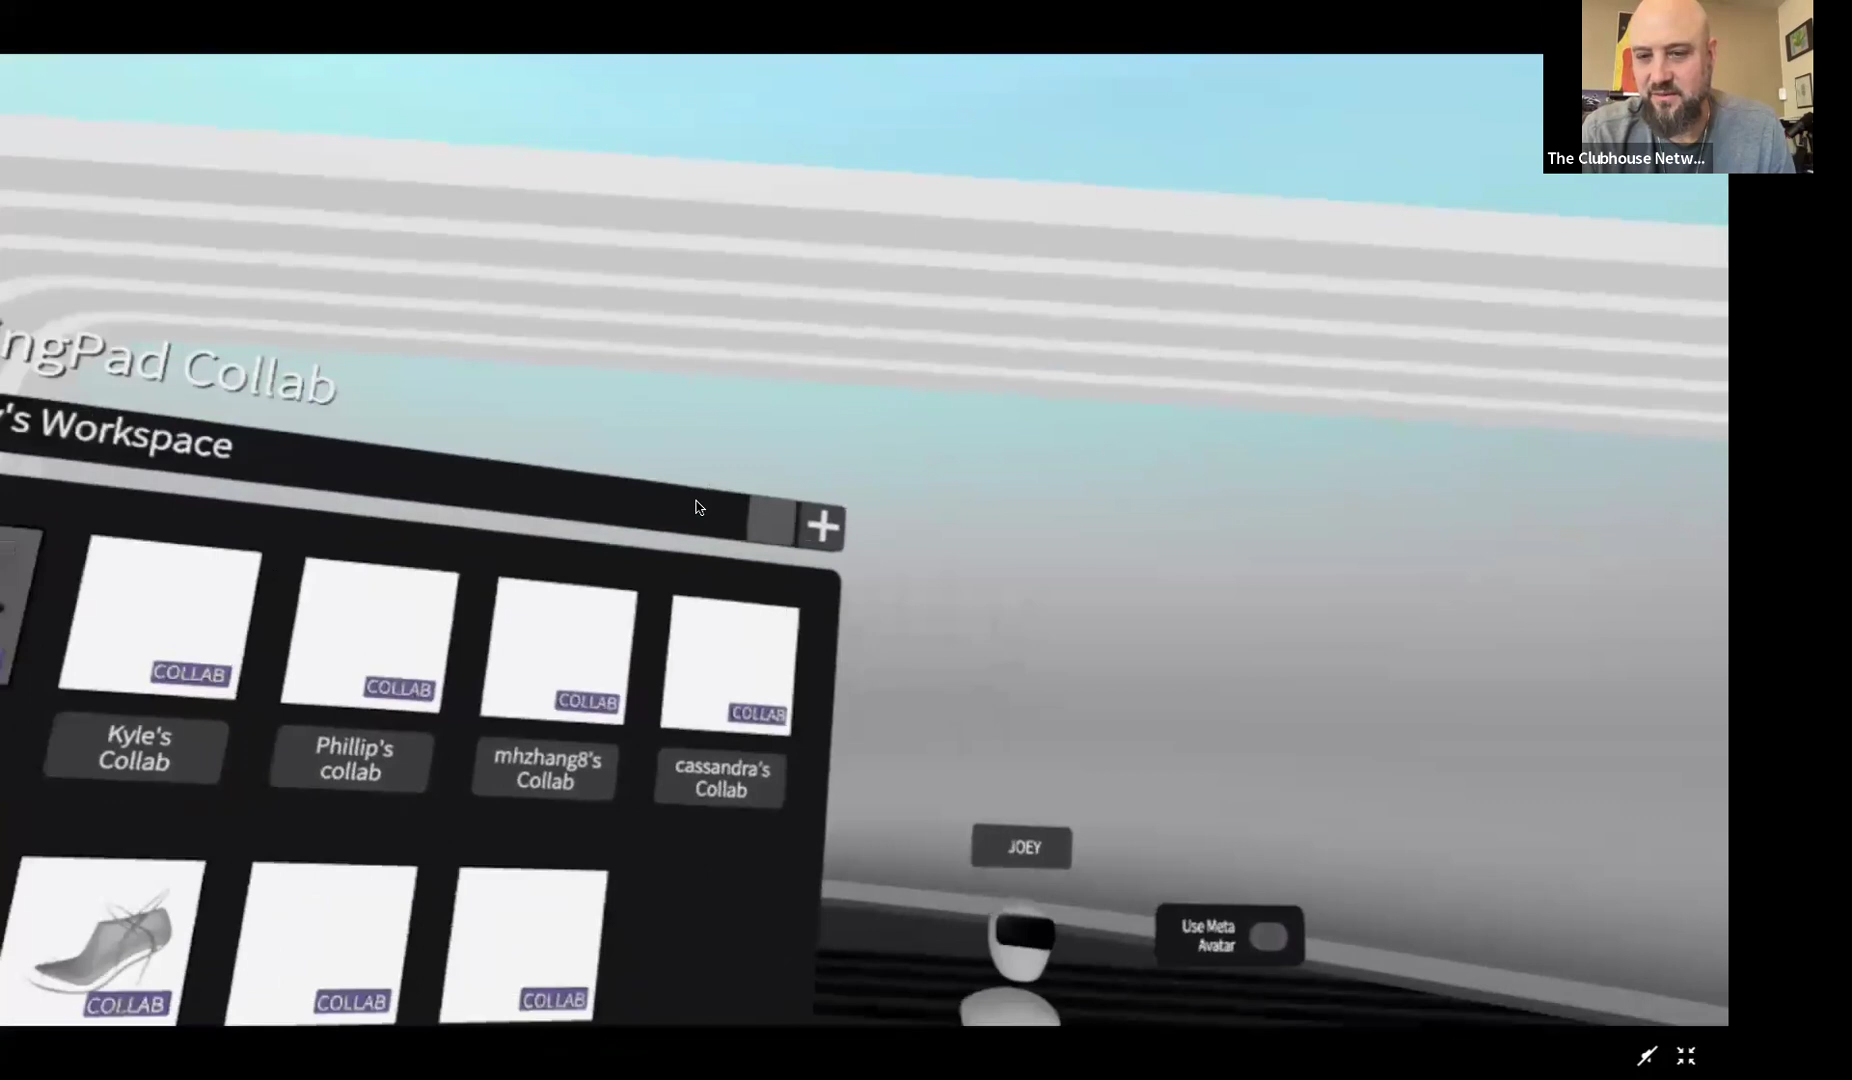 The Clubhouse Netw...
ingPad Collab
's Workspace
COLLAB
COLLAB
COLLAB
COLLAB
Kyle's
Collab
Phillip's
collab
mhzhang8's
Collab
cassandra's
Collab
JOEY
Use Meta
Avatar
COLLAB
COLLAB
COLLAB